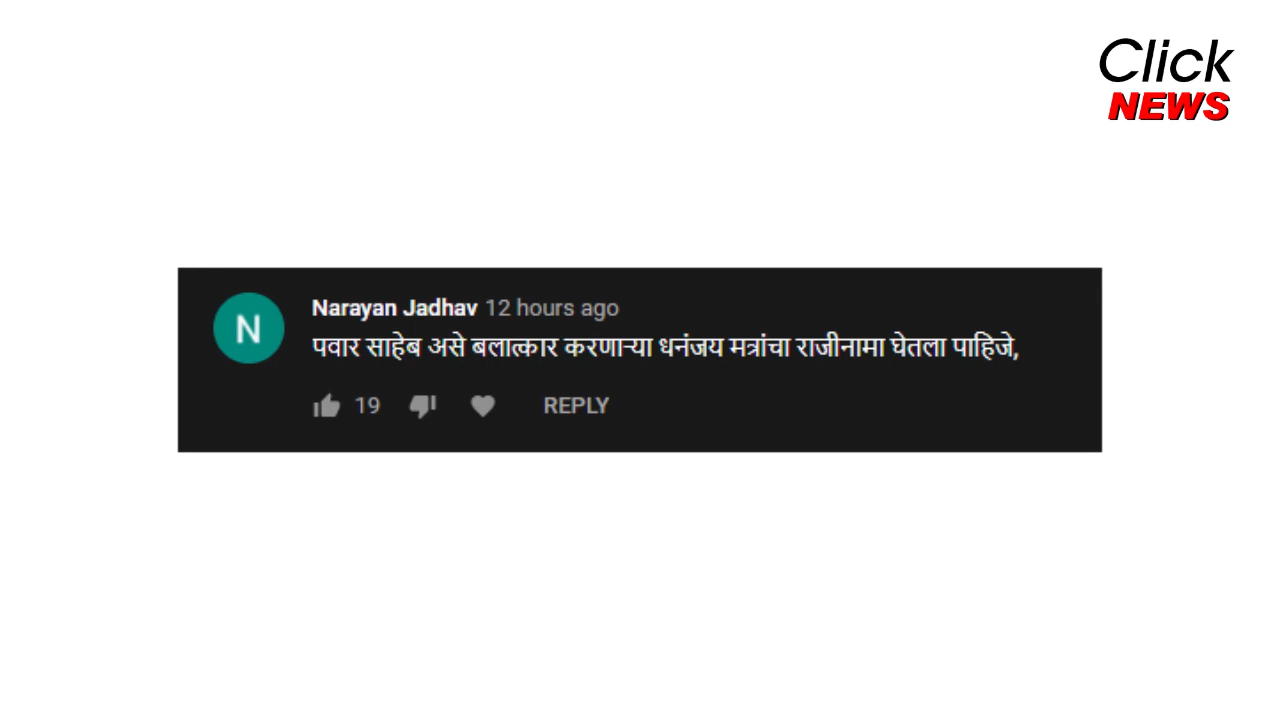 Click
NEWS
N
Narayan Jadhav 12 hours ago
पवार साहेब असे बलात्कार करणाऱ्या धनंजय मत्रांचा राजीनामा घेतला पाहिजे,
19 REPLY